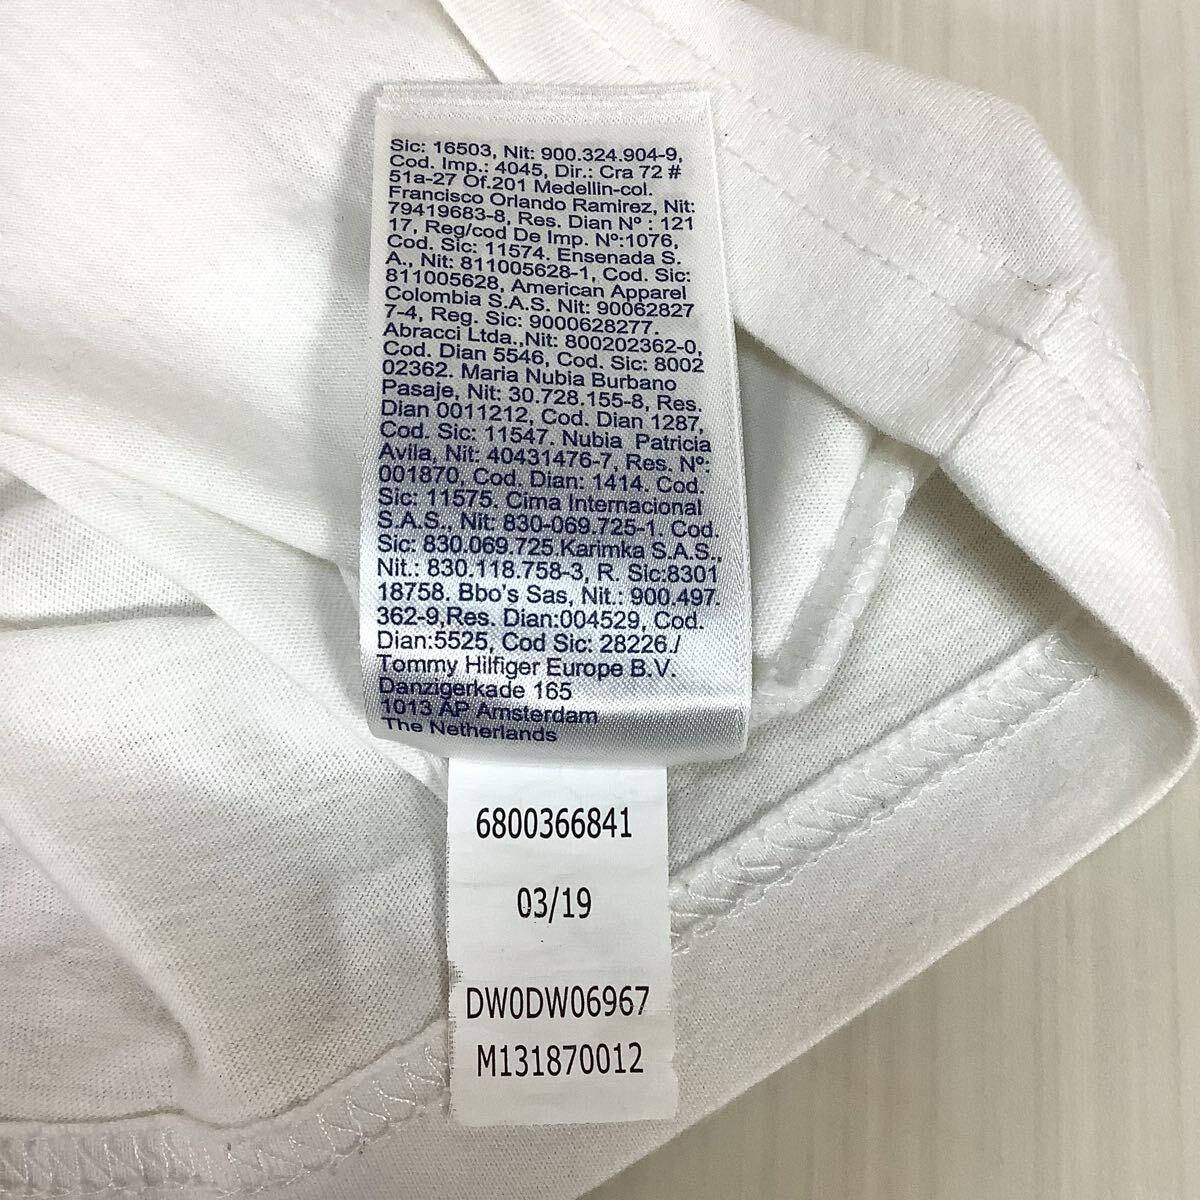 Sic: 16503, Nit: 900.324.904-9,
Cod. Imp.: 4045, Dir.: Cra 72 #
51a-27 Of.201 Medellin-col.
Francisco Orlando Ramirez, Nit:
79419683-8, Res. Dian Nº : 121
17, Reg/cod De Imp. Nº:1076,
Cod. Sic: 11574. Ensenada S.
A., Nit: 811005628-1, Cod. Sic:
811005628, American Apparel
Colombia S.A.S. Nit: 90062827
7-4, Reg. Sic: 9000628277.
Abracci Ltda.,Nit: 800202362-0,
Cod. Dian 5546, Cod. Sic: 8002
02362. Maria Nubia Burbano
Pasaje, Nit: 30.728.155-8, Res.
Dian 0011212, Cod. Dian 1287,
Cod. Sic: 11547. Nubia Patricia
Avila, Nit: 40431476-7, Res. Nº:
001870, Cod. Dian: 1414. Cod.
Sic: 11575. Cima Internacional
S.A.S., Nit: 830-069.725-1. Cod.
Sic: 830.069.725.Karimka S.A.S.,
Nit.: 830.118.758-3, R. Sic:8301
18758. Bbo's Sas, Nit.: 900.497.
362-9,Res. Dian:004529, Cod.
Dian:5525, Cod Sic: 28226./
Tommy Hilfiger Europe B.V.
Danzigerkade 165
1013 AP Amsterdam
The Netherlands
6800366841
03/19
DW0DW06967
M131870012